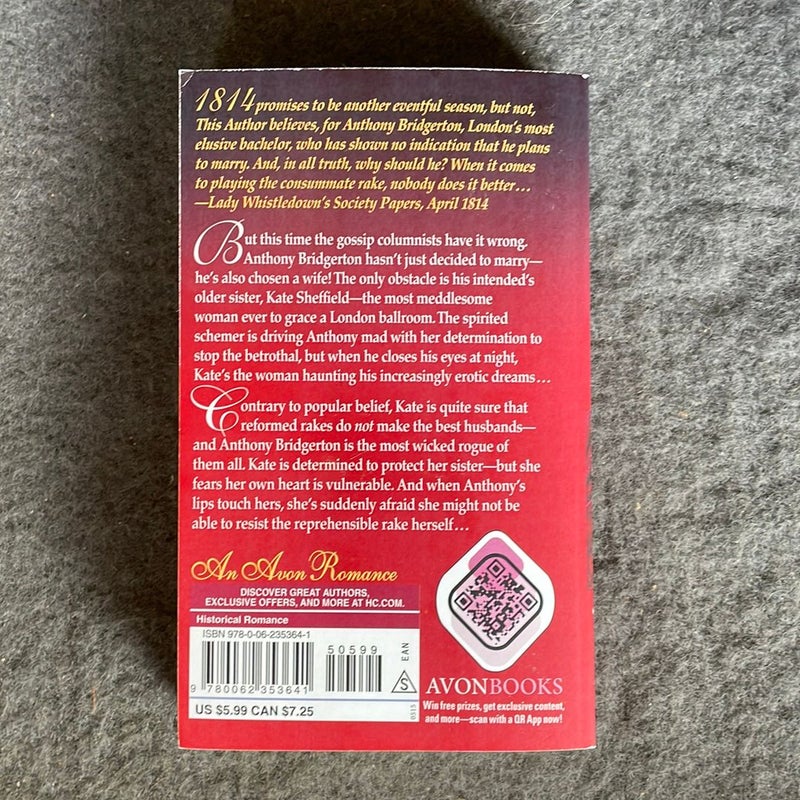 1814 promises to be another eventful season, but not,
This Author believes, for Anthony Bridgerton, London's most
elusive bachelor, who has shown no indication that he plans
to marry. And, in all truth, why should he? When it comes
to playing the consummate rake, nobody does it better...
—Lady Whistledown's Society Papers, April 1814
But this time the gossip columnists have it wrong.
Anthony Bridgerton hasn't just decided to marry—
he's also chosen a wife! The only obstacle is his intended's
older sister, Kate Sheffield—the most meddlesome
woman ever to grace a London ballroom. The spirited
schemer is driving Anthony mad with her determination to
stop the betrothal, but when he closes his eyes at night,
Kate's the woman haunting his increasingly erotic dreams...
Contrary to popular belief, Kate is quite sure that
reformed rakes do not make the best husbands—
and Anthony Bridgerton is the most wicked rogue of
them all. Kate is determined to protect her sister—but she
fears her own heart is vulnerable. And when Anthony's
lips touch hers, she's suddenly afraid she might not be
able to resist the reprehensible rake herself...
An Avon Romance
DISCOVER GREAT AUTHORS,
EXCLUSIVE OFFERS, AND MORE AT HC.COM.
Historical Romance
ISBN 978-0-06-235364-1
50599
EAN
9 780062 353641
S
US $5.99 CAN $7.25
0515
AVONBOOKS
Win free prizes, get exclusive content,
and more—scan with a QR App now!